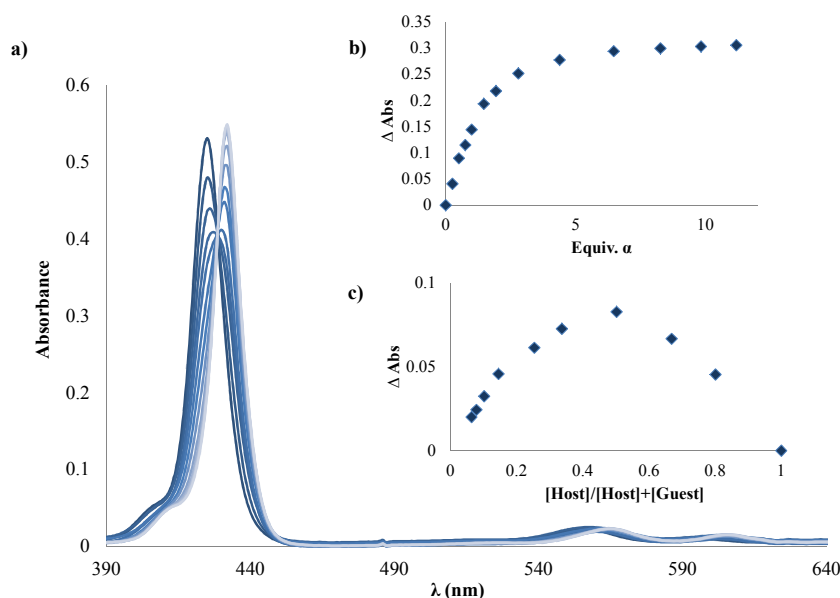 a)
0.6
0.5
0.4
0.3
0.2
0.1
0
Absorbance
390 440 490 540 590 640
λ (nm)
b)
0.35
0.3
0.25
0.2
0.15
0.1
0.05
0
Δ Abs
0 5 10
Equiv. α
c)
0.1
0.05
0
Δ Abs
0 0.2 0.4 0.6 0.8 1
[Host]/[Host]+[Guest]